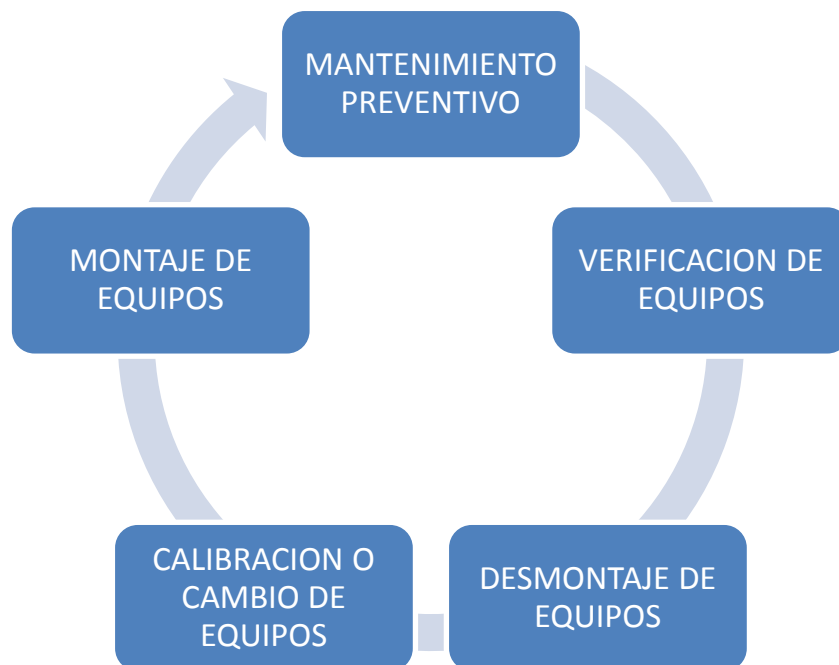 MANTENIMIENTO
PREVENTIVO
VERIFICACION DE
EQUIPOS
DESMONTAJE DE
EQUIPOS
CALIBRACION O
CAMBIO DE
EQUIPOS
MONTAJE DE
EQUIPOS